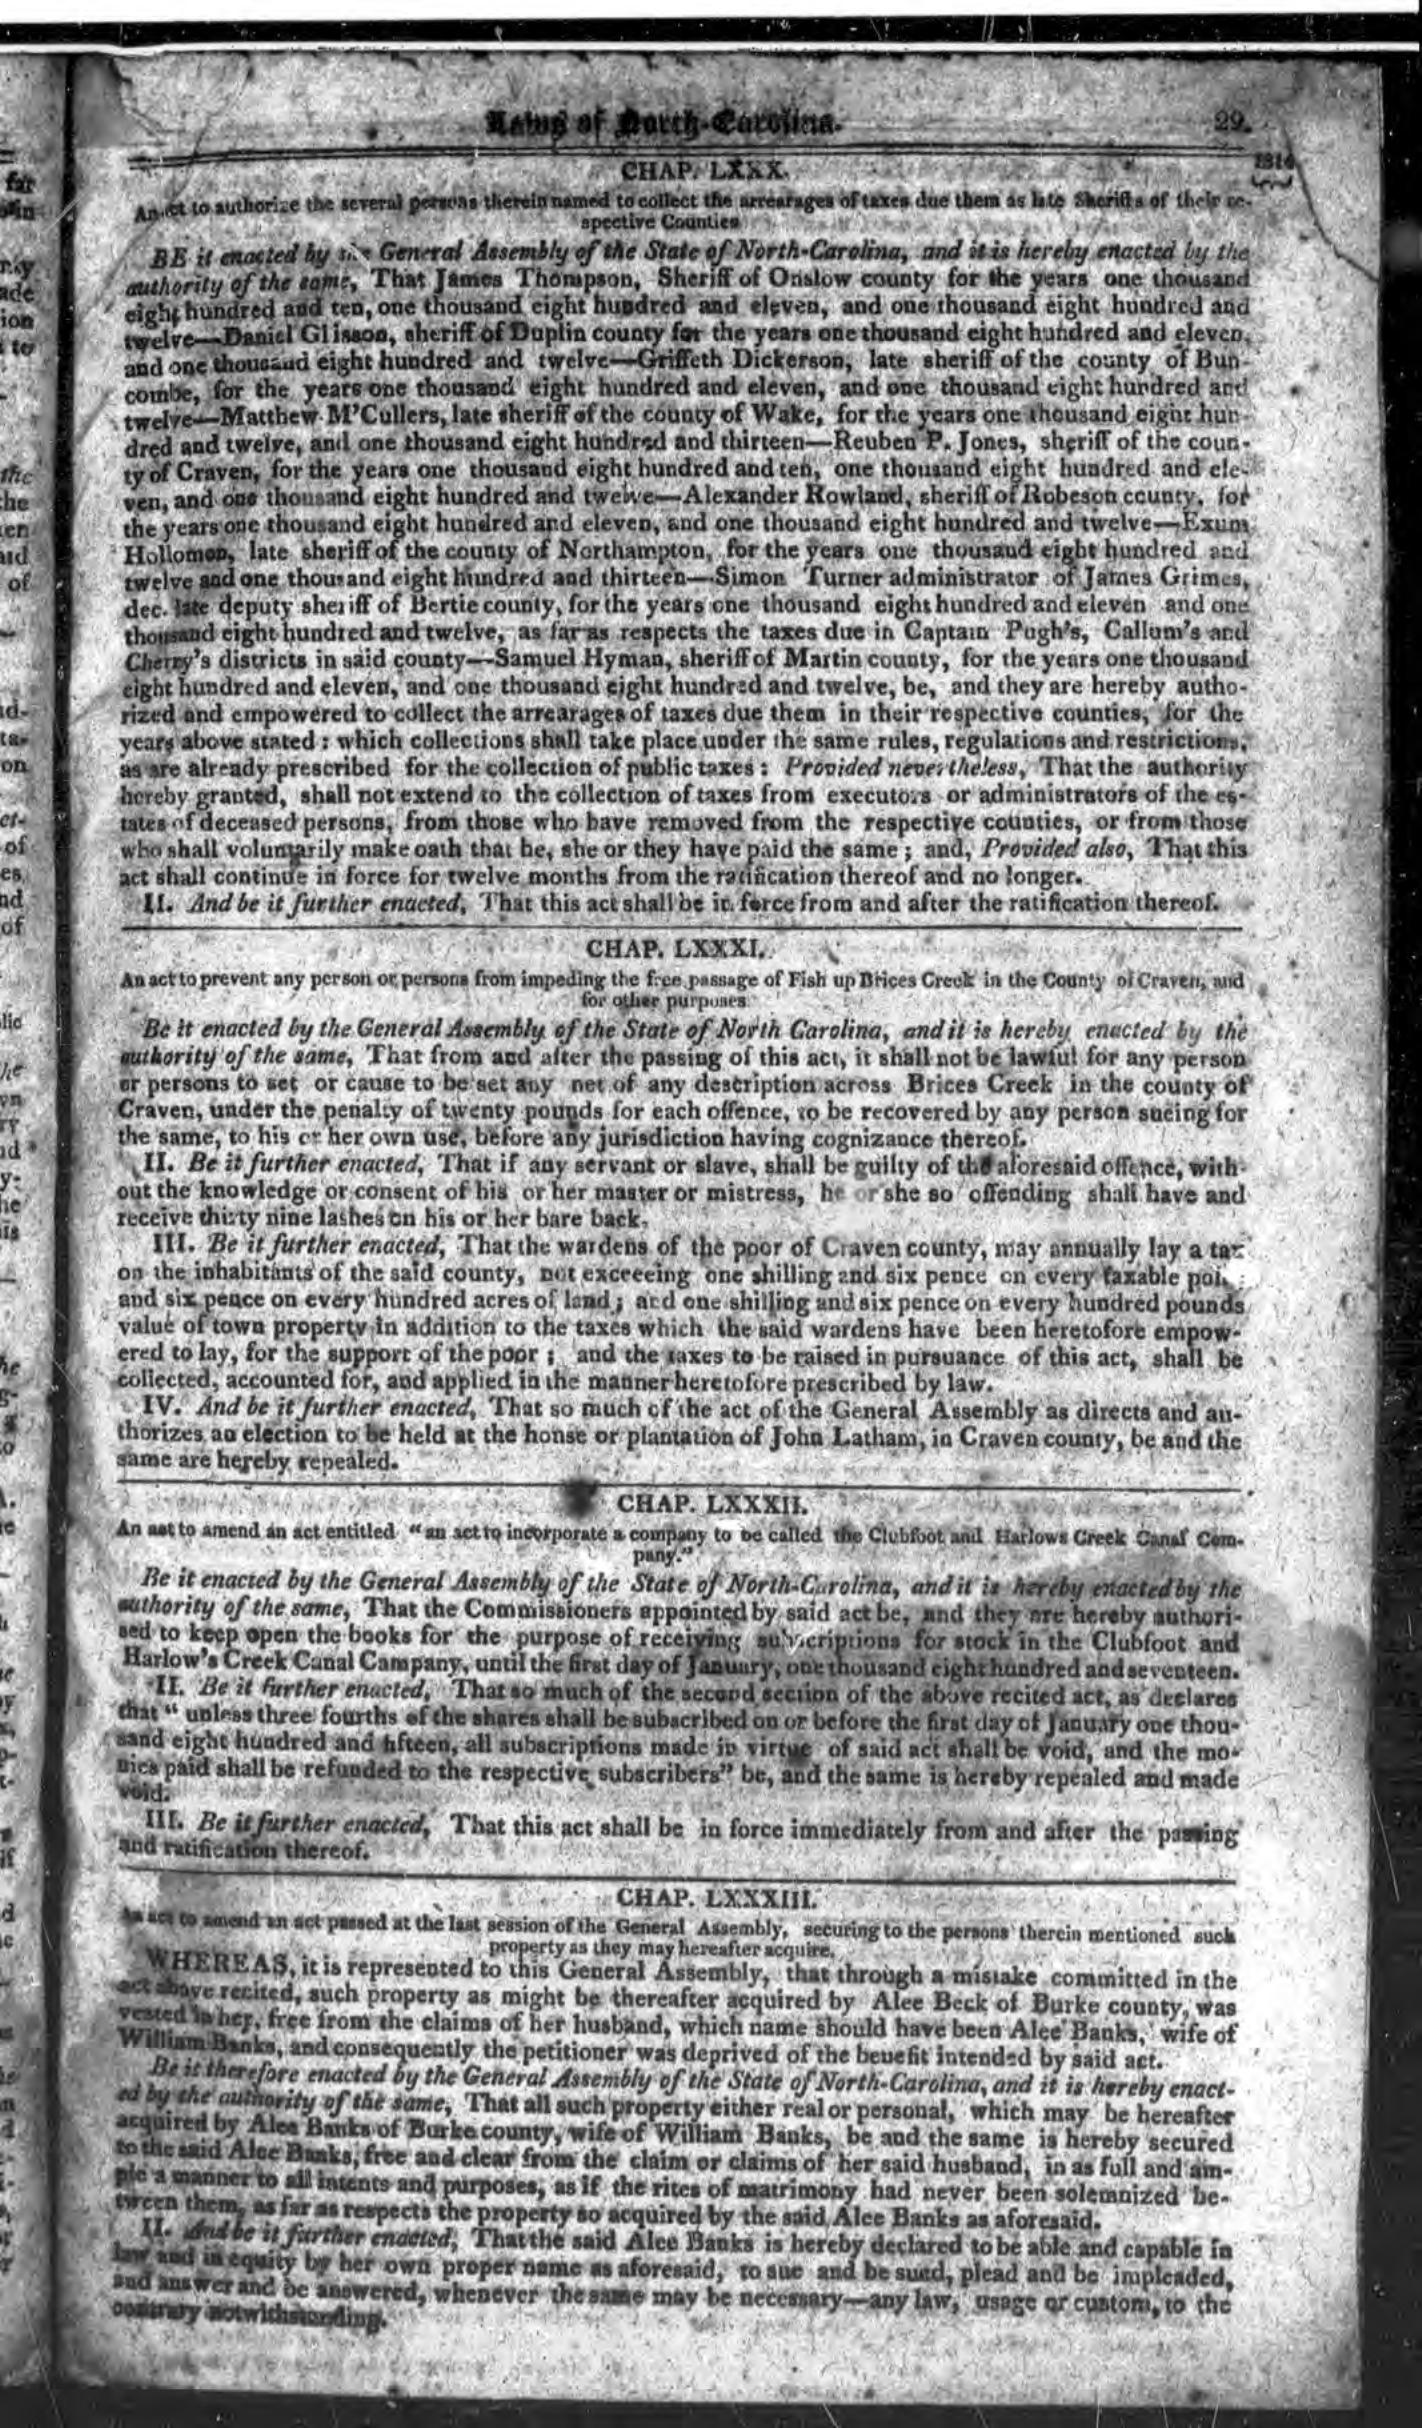 Laws of North-Carolina.
29.
1814
CHAP. LXXX.
An act to authorize the several persons therein named to collect the arrearages of taxes due them as late Sheriffs of their re-
spective Counties
BE it enacted by the General Assembly of the State of North-Carolina, and it is hereby enacted by the
authority of the same, That James Thompson, Sheriff of Onslow county for the years one thousand
eight hundred and ten, one thousand eight hundred and eleven, and one thousand eight hundred and
twelve—Daniel Glisson, sheriff of Duplin county for the years one thousand eight hundred and eleven,
and one thousand eight hundred and twelve—Griffeth Dickerson, late sheriff of the county of Bun-
combe, for the years one thousand eight hundred and eleven, and one thousand eight hundred and
twelve—Matthew M'Cullers, late sheriff of the county of Wake, for the years one thousand eight hun-
dred and twelve, and one thousand eight hundred and thirteen—Reuben P. Jones, sheriff of the coun-
ty of Craven, for the years one thousand eight hundred and ten, one thousand eight hundred and ele-
ven, and one thousand eight hundred and twelve—Alexander Rowland, sheriff of Robeson county, for
the years one thousand eight hundred and eleven, and one thousand eight hundred and twelve—Exum
Hollomon, late sheriff of the county of Northampton, for the years one thousand eight hundred and
twelve and one thousand eight hundred and thirteen—Simon Turner administrator of James Grimes,
dec. late deputy sheriff of Bertie county, for the years one thousand eight hundred and eleven and one
thousand eight hundred and twelve, as far as respects the taxes due in Captain Pugh's, Callum's and
Cherry's districts in said county—Samuel Hyman, sheriff of Martin county, for the years one thousand
eight hundred and eleven, and one thousand eight hundred and twelve, be, and they are hereby autho-
rized and empowered to collect the arrearages of taxes due them in their respective counties, for the
years above stated: which collections shall take place under the same rules, regulations and restrictions,
as are already prescribed for the collection of public taxes: Provided nevertheless, That the authority
hereby granted, shall not extend to the collection of taxes from executors or administrators of the es-
tates of deceased persons, from those who have removed from the respective counties, or from those
who shall voluntarily make oath that he, she or they have paid the same; and, Provided also, That this
act shall continue in force for twelve months from the ratification thereof and no longer.
II. And be it further enacted, That this act shall be in force from and after the ratification thereof.
CHAP. LXXXI.
An act to prevent any person or persons from impeding the free passage of Fish up Brices Creek in the County of Craven, and
for other purposes
Be it enacted by the General Assembly of the State of North Carolina, and it is hereby enacted by the
authority of the same, That from and after the passing of this act, it shall not be lawful for any person
or persons to set or cause to be set any net of any description across Brices Creek in the county of
Craven, under the penalty of twenty pounds for each offence, to be recovered by any person sueing for
the same, to his or her own use, before any jurisdiction having cognizance thereof.
II. Be it further enacted, That if any servant or slave, shall be guilty of the aforesaid offence, with-
out the knowledge or consent of his or her master or mistress, he or she so offending shall have and
receive thirty nine lashes on his or her bare back.
III. Be it further enacted, That the wardens of the poor of Craven county, may annually lay a tax
on the inhabitants of the said county, not exceeeing one shilling and six pence on every taxable
and six pence on every hundred acres of land; and one shilling and six pence on every hundred pounds
value of town property in addition to the taxes which the said wardens have been heretofore empow-
ered to lay, for the support of the poor; and the taxes to be raised in pursuance of this act, shall be
collected, accounted for, and applied in the manner heretofore prescribed by law.
IV. And be it further enacted, That so much of the act of the General Assembly as directs and au-
thorizes an election to be held at the house or plantation of John Latham, in Craven county, be and the
same are hereby repealed.
CHAP. LXXXII.
An act to amend an act entitled "an act to incorporate a company to be called the Clubfoot and Harlows Creek Canal Com-
pany."
Be it enacted by the General Assembly of the State of North-Carolina, and it is hereby enacted by the
authority of the same, That the Commissioners appointed by said act be, and they are hereby authori-
sed to keep open the books for the purpose of receiving subscriptions for stock in the Clubfoot and
Harlow's Creek Canal Campany, until the first day of January, one thousand eight hundred and seventeen.
II. Be it further enacted, That so much of the second section of the above recited act, as declares
that "unless three fourths of the shares shall be subscribed on or before the first day of January one thou-
sand eight hundred and fifteen, all subscriptions made in virtue of said act shall be void, and the mo-
nies paid shall be refunded to the respective subscribers" be, and the same is hereby repealed and made
void.
III. Be it further enacted, That this act shall be in force immediately from and after the passing
and ratification thereof.
CHAP. LXXXIII.
An act to amend an act passed at the last session of the General Assembly, securing to the persons therein mentioned such
property as they may hereafter acquire.
WHEREAS, it is represented to this General Assembly, that through a mistake committed in the
act above recited, such property as might be thereafter acquired by Alee Beck of Burke county, was
vested in her, free from the claims of her husband, which name should have been Alee Banks, wife of
William Banks, and consequently the petitioner was deprived of the benefit intended by said act.
Be it therefore enacted by the General Assembly of the State of North-Carolina, and it is hereby enact-
ed by the authority of the same, That all such property either real or personal, which may be hereafter
acquired by Alee Banks of Burke county, wife of William Banks, be and the same is hereby secured
to the said Alee Banks, free and clear from the claim or claims of her said husband, in as full and am-
ple a manner to all intents and purposes, as if the rites of matrimony had never been solemnized be-
tween them, as far as respects the property so acquired by the said Alee Banks as aforesaid.
II. And be it further enacted, That the said Alee Banks is hereby declared to be able and capable in
law and in equity by her own proper name as aforesaid, to sue and be sued, plead and be impleaded,
and answer and be answered, whenever the same may be necessary—any law, usage or custom, to the
contrary notwithstanding.